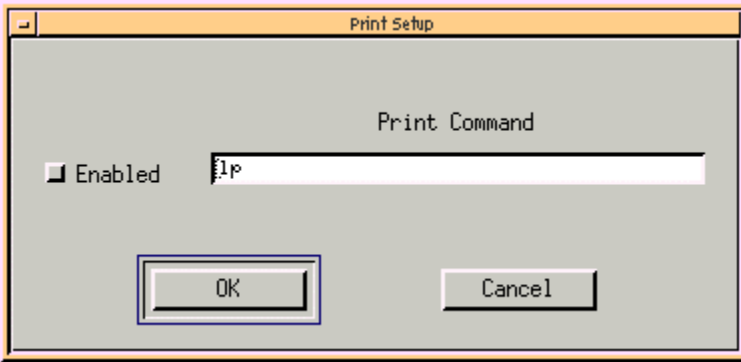 Print Setup
Print Command
Enabled
lp
OK
Cancel